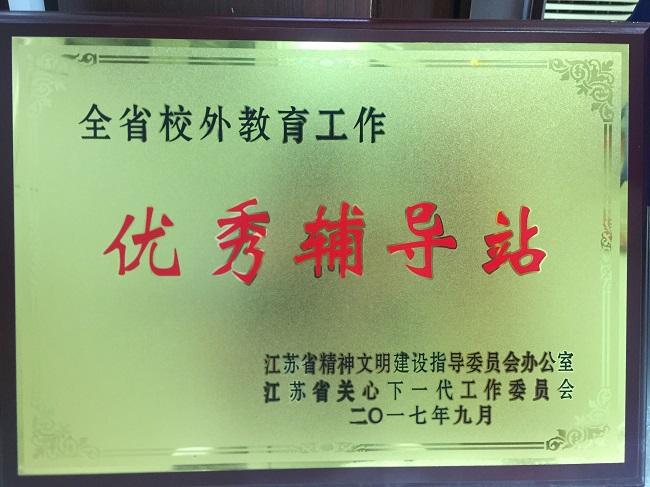 全省校外教育工作
优秀辅导站
江苏省精神文明建设指导委员会办公室
江苏省关心下一代工作委员会
二〇一七年九月